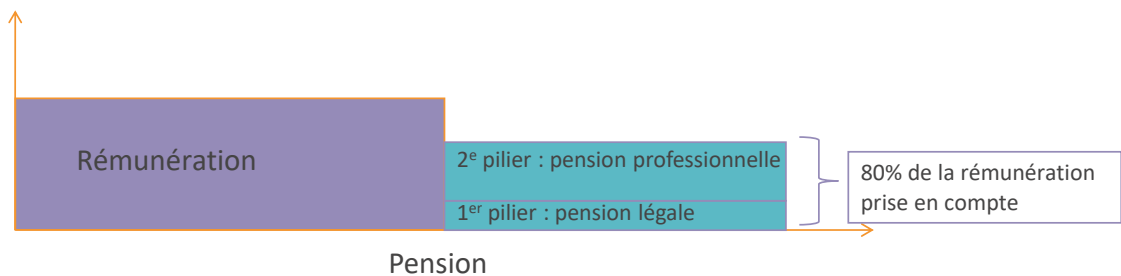 Rémunération
2e pilier : pension professionnelle
1er pilier : pension légale
80% de la rémunération
prise en compte
Pension